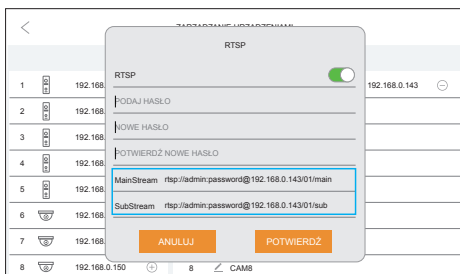 RTSP
RTSP
PODAJ HASŁO
1 192.168. 192.168.0.143
2 192.168.
NOWE HASŁO
3 192.168.
POTWIERDŹ NOWE HASŁO
4 192.168.
MainStream rtsp://admin:password@192.168.0.143/01/main
5 192.168.
SubStream rtsp://admin:password@192.168.0.143/01/sub
6 192.168.
7 192.168.
ANULUJ POTWIERDŹ
8 192.168.0.150 8 CAM8